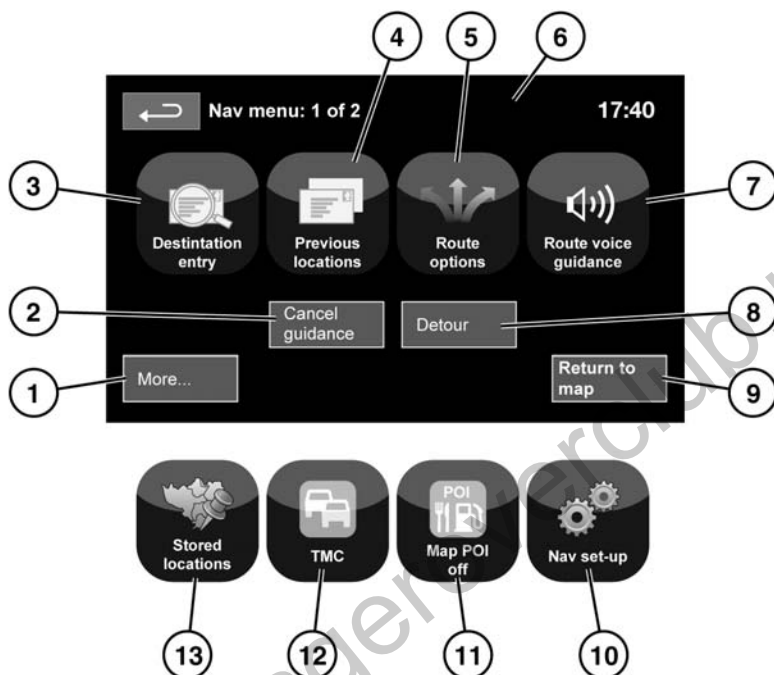 4 5 6
Nav menu: 1 of 2 17:40
3 7
Destintation
entry
Previous
locations
Route
options
Route voice
guidance
2 8
Cancel
guidance
Detour
1 9
More...
Return to
map
Stored
locations
TMC
POI
Map POI
off
Nav set-up
13 12 11 10